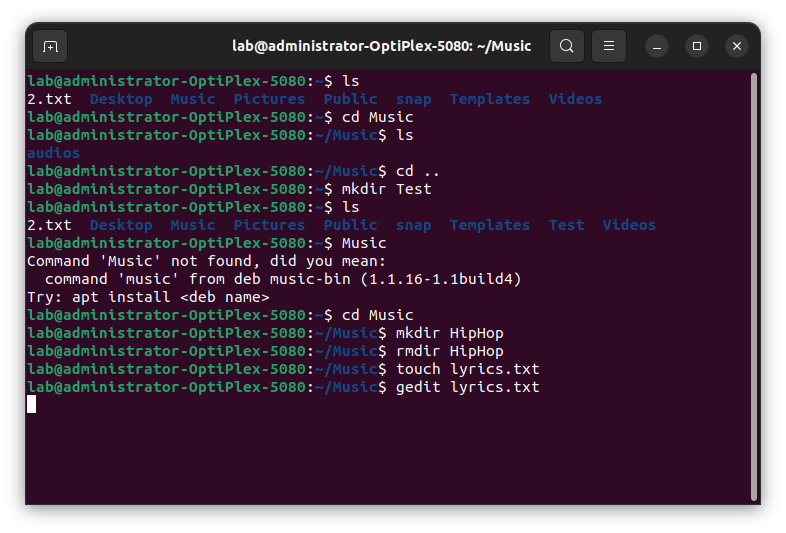 lab@administrator-OptiPlex-5080: ~/Music
lab@administrator-OptiPlex-5080:~$ ls
2.txt  Desktop  Music  Pictures  Public  snap  Templates  Videos
lab@administrator-OptiPlex-5080:~$ cd Music
lab@administrator-OptiPlex-5080:~/Music$ ls
audios
lab@administrator-OptiPlex-5080:~/Music$ cd ..
lab@administrator-OptiPlex-5080:~$ mkdir Test
lab@administrator-OptiPlex-5080:~$ ls
2.txt  Desktop  Music  Pictures  Public  snap  Templates  Test  Videos
lab@administrator-OptiPlex-5080:~$ Music
Command 'Music' not found, did you mean:
  command 'music' from deb music-bin (1.1.16-1.1build4)
Try: apt install <deb name>
lab@administrator-OptiPlex-5080:~$ cd Music
lab@administrator-OptiPlex-5080:~/Music$ mkdir HipHop
lab@administrator-OptiPlex-5080:~/Music$ rmdir HipHop
lab@administrator-OptiPlex-5080:~/Music$ touch lyrics.txt
lab@administrator-OptiPlex-5080:~/Music$ gedit lyrics.txt